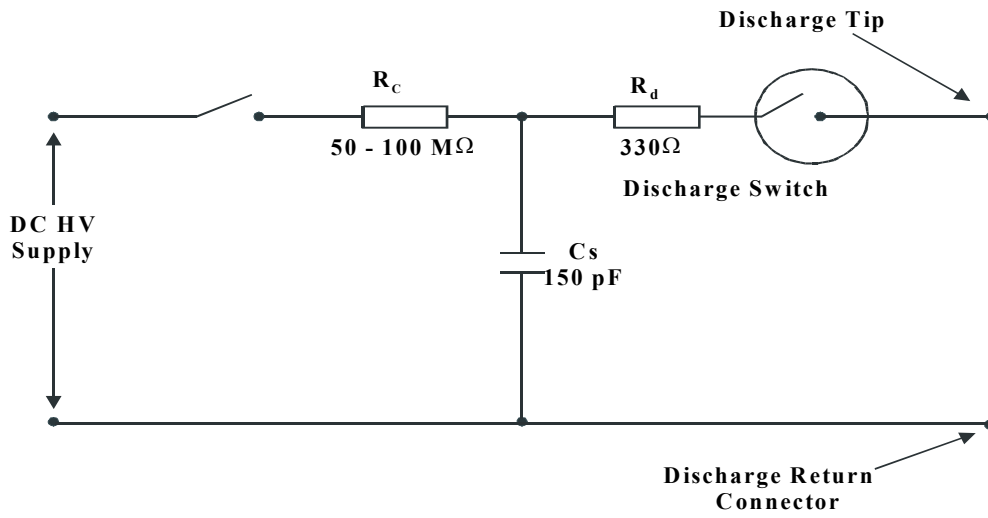 Discharge Tip
R_C
50 - 100 MΩ
R_d
330Ω
Discharge Switch
DC HV
Supply
Cs
150 pF
Discharge Return
Connector